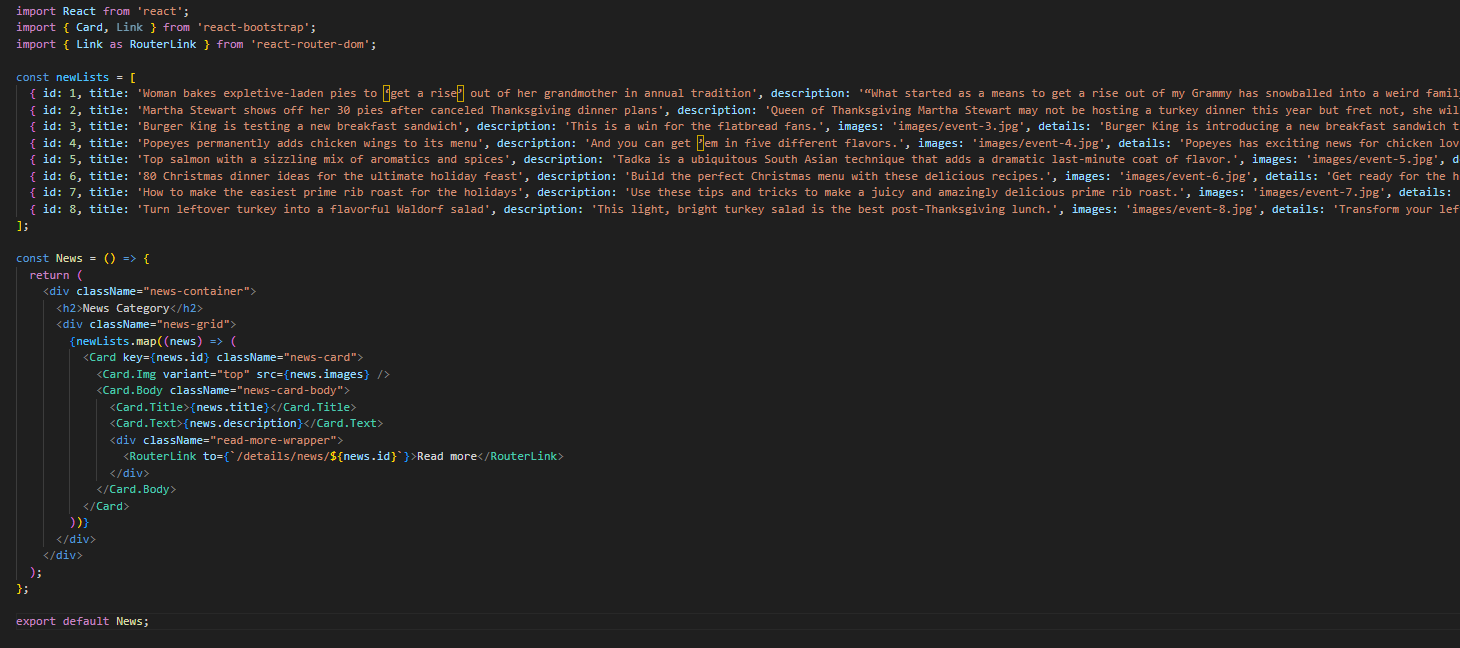 import React from 'react';
import { Card, Link } from 'react-bootstrap';
import { Link as RouterLink } from 'react-router-dom';
const newLists = [
{ id: 1, title: 'Woman bakes expletive-laden pies to ‘get a rise’ out of her grandmother in annual tradition', description: '“What started as a means to get a rise out of my Grammy has snowballed into a weird famil
{ id: 2, title: 'Martha Stewart shows off her 30 pies after canceled Thanksgiving dinner plans', description: 'Queen of Thanksgiving Martha Stewart may not be hosting a turkey dinner this year but fret not, she wil
{ id: 3, title: 'Burger King is testing a new breakfast sandwich', description: 'This is a win for the flatbread fans.', images: 'images/event-3.jpg', details: 'Burger King is introducing a new breakfast sandwich t
{ id: 4, title: 'Popeyes permanently adds chicken wings to its menu', description: 'And you can get ’em in five different flavors.', images: 'images/event-4.jpg', details: 'Popeyes has exciting news for chicken lov
{ id: 5, title: 'Top salmon with a sizzling mix of aromatics and spices', description: 'Tadka is a ubiquitous South Asian technique that adds a dramatic last-minute coat of flavor.', images: 'images/event-5.jpg', d
{ id: 6, title: '80 Christmas dinner ideas for the ultimate holiday feast', description: 'Build the perfect Christmas menu with these delicious recipes.', images: 'images/event-6.jpg', details: 'Get ready for the h
{ id: 7, title: 'How to make the easiest prime rib roast for the holidays', description: 'Use these tips and tricks to make a juicy and amazingly delicious prime rib roast.', images: 'images/event-7.jpg', details:
{ id: 8, title: 'Turn leftover turkey into a flavorful Waldorf salad', description: 'This light, bright turkey salad is the best post-Thanksgiving lunch.', images: 'images/event-8.jpg', details: 'Transform your lef
];
const News = () => {
return (
<div className="news-container">
<h2>News Category</h2>
<div className="news-grid">
{newLists.map((news) => (
<Card key={news.id} className="news-card">
<Card.Img variant="top" src={news.images} />
<Card.Body className="news-card-body">
<Card.Title>{news.title}</Card.Title>
<Card.Text>{news.description}</Card.Text>
<div className="read-more-wrapper">
<RouterLink to={`/details/news/${news.id}`}>Read more</RouterLink>
</div>
</Card.Body>
</Card>
))}
</div>
</div>
);
};
export default News;